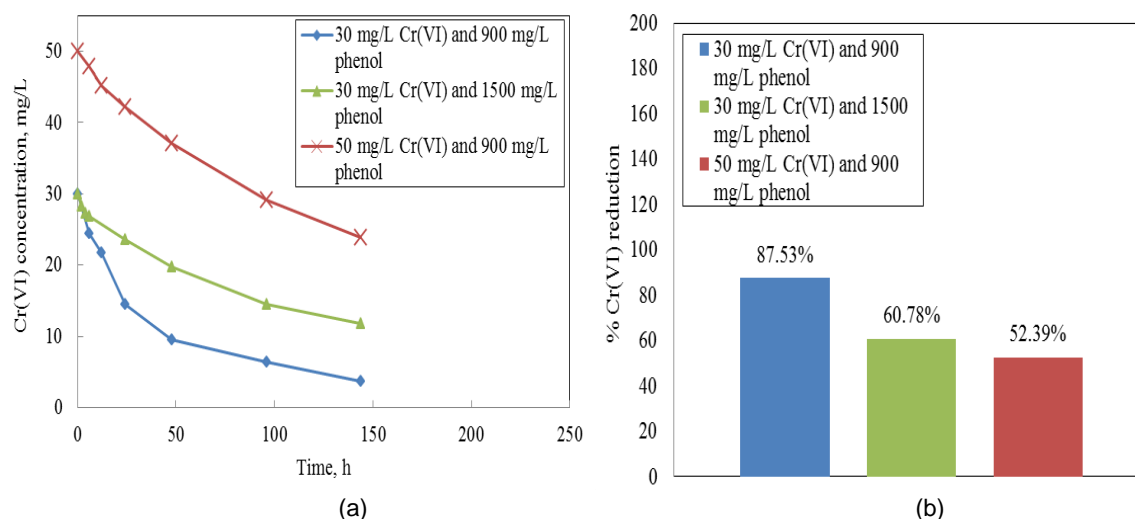 30 mg/L Cr(VI) and 900 mg/L
phenol
30 mg/L Cr(VI) and 1500 mg/L
phenol
50 mg/L Cr(VI) and 900 mg/L
phenol
Cr(VI) concentration, mg/L
50
40
30
20
10
0
0
50
100
150
200
250
Time, h
(a)
30 mg/L Cr(VI) and 900
mg/L phenol
30 mg/L Cr(VI) and 1500
mg/L phenol
50 mg/L Cr(VI) and 900
mg/L phenol
% Cr(VI) reduction
200
180
160
140
120
100
80
60
40
20
0
87.53%
60.78%
52.39%
(b)